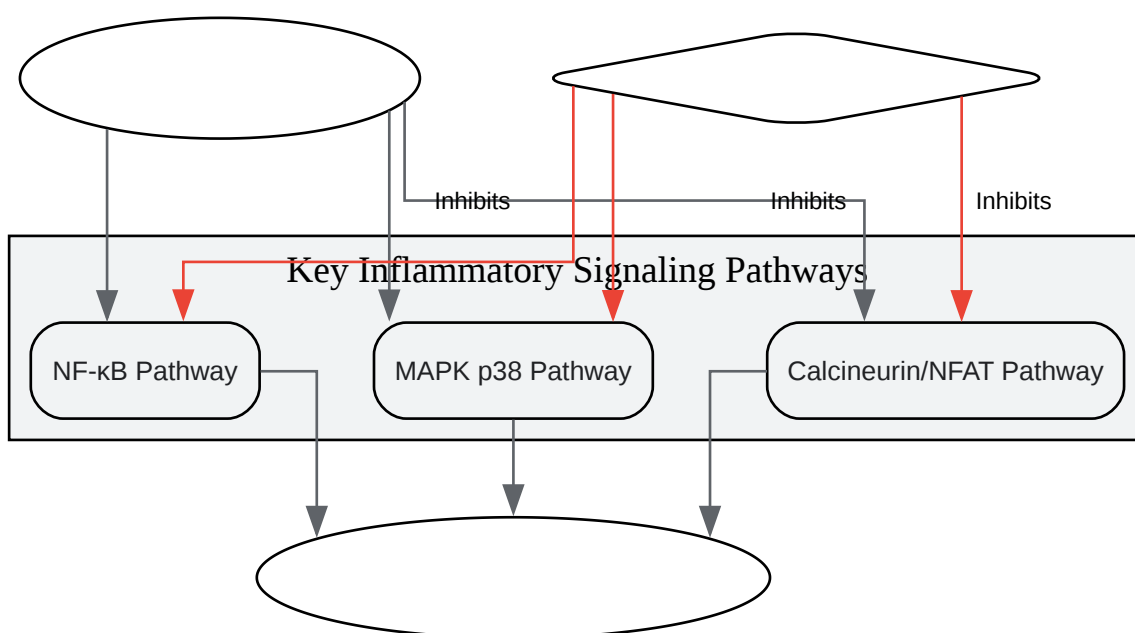 Inhibits
Inhibits
Inhibits
Key Inflammatory Signaling Pathways
NF-κB Pathway
MAPK p38 Pathway
Calcineurin/NFAT Pathway